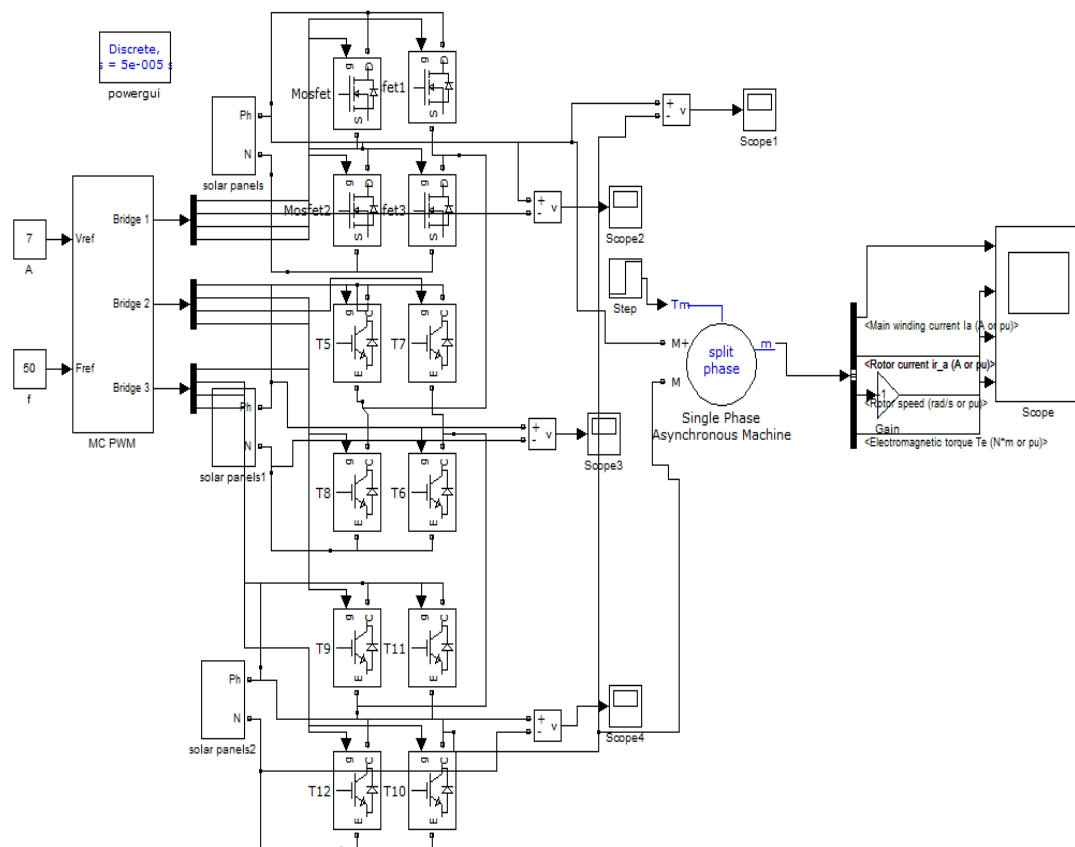 Discrete,
s = 5e-005 s
powergui
Ph
N
solar panels
g
D
Mosfet
S
g
D
fet1
S
+
-
v
Scope1
g
D
Mosfet2
S
g
D
fet3
S
+
-
v
Scope2
7
A
Vref
Bridge 1
Bridge 2
Bridge 3
50
f
Fref
MC PWM
Step
Tm
M+
M
split
phase
m
Single Phase
Asynchronous Machine
g
C
T5
E
g
C
T7
E
<Main winding current Ia (A or pu)>
<Rotor current ir_a (A or pu)>
<Rotor speed (rad/s or pu)>
<Electromagnetic torque Te (N*m or pu)>
-1
Gain
Scope
Ph
N
solar panels1
+
-
v
Scope3
g
C
T8
E
g
C
T6
E
g
C
T9
E
g
C
T11
E
Ph
N
solar panels2
+
-
v
Scope4
g
C
T12
E
g
C
T10
E